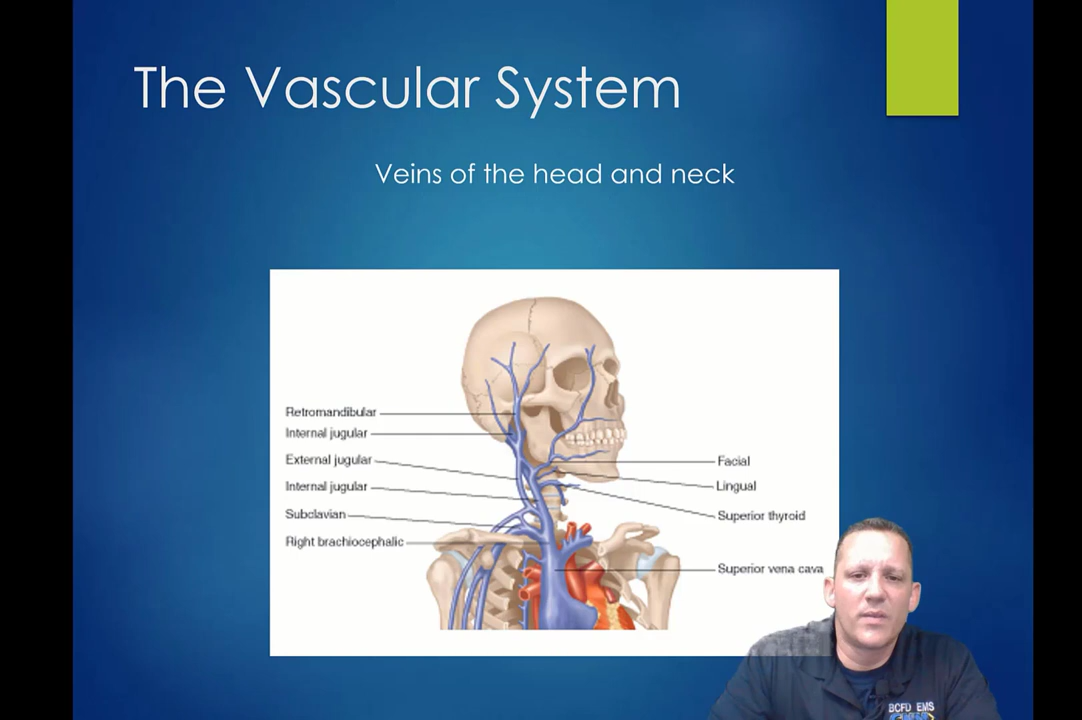 The Vascular System
Veins of the head and neck
Retromandibular
Internal jugular
External jugular
Internal jugular
Subclavian
Right brachiocephalic
Facial
Lingual
Superior thyroid
Superior vena cava
BCFD EMS